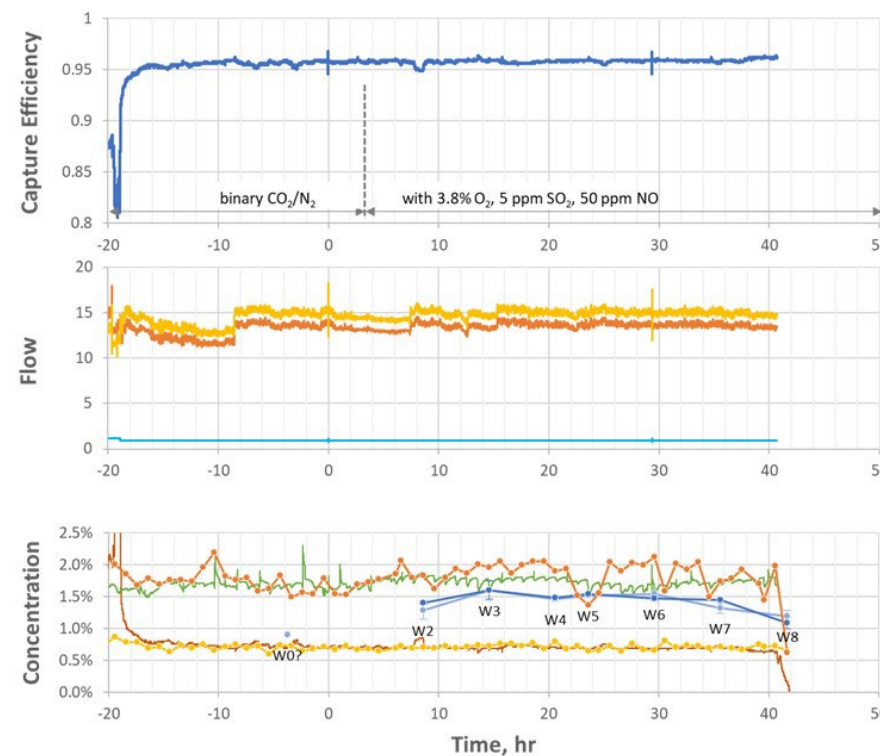 Capture Efficiency
1
0.95
0.9
0.85
0.8
binary CO₂/N₂
with 3.8% O₂, 5 ppm SO₂, 50 ppm NO
-20 -10 0 10 20 30 40 50
Flow
20
15
10
5
0
-20 -10 0 10 20 30 40 50
Concentration
2.5%
2.0%
1.5%
1.0%
0.5%
0.0%
W0? W2 W3 W4 W5 W6 W7 W8
-20 -10 0 10 20 30 40 50
Time, hr